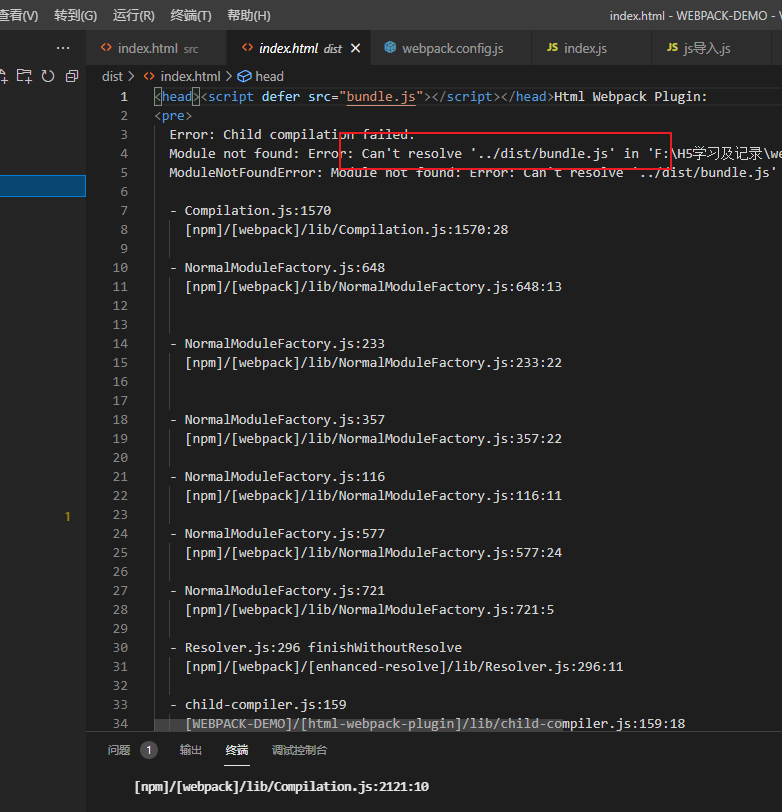 查看(V) 转到(G) 运行(R) 终端(T) 帮助(H) index.html - WEBPACK-DEMO - V
··· <> index.html src <> index.html dist × webpack.config.js JS index.js JS js导入.js
dist > <> index.html > head
1 <head><script defer src="bundle.js"></script></head>Html Webpack Plugin:
2 <pre>
3 Error: Child compilation failed:
4 Module not found: Error: Can't resolve '../dist/bundle.js' in 'F:\H5学习及记录\we
5 ModuleNotFoundError: Module not found: Error: Can't resolve '../dist/bundle.js'
6
7 - Compilation.js:1570
8 [npm]/[webpack]/lib/Compilation.js:1570:28
9
10 - NormalModuleFactory.js:648
11 [npm]/[webpack]/lib/NormalModuleFactory.js:648:13
12
13
14 - NormalModuleFactory.js:233
15 [npm]/[webpack]/lib/NormalModuleFactory.js:233:22
16
17
18 - NormalModuleFactory.js:357
19 [npm]/[webpack]/lib/NormalModuleFactory.js:357:22
20
21 - NormalModuleFactory.js:116
22 [npm]/[webpack]/lib/NormalModuleFactory.js:116:11
23
1
24 - NormalModuleFactory.js:577
25 [npm]/[webpack]/lib/NormalModuleFactory.js:577:24
26
27 - NormalModuleFactory.js:721
28 [npm]/[webpack]/lib/NormalModuleFactory.js:721:5
29
30 - Resolver.js:296 finishWithoutResolve
31 [npm]/[webpack]/[enhanced-resolve]/lib/Resolver.js:296:11
32
33 - child-compiler.js:159
34 [WEBPACK-DEMO]/[html-webpack-plugin]/lib/child-compiler.js:159:18
问题 1 输出 终端 调试控制台
[npm]/[webpack]/lib/Compilation.js:2121:10